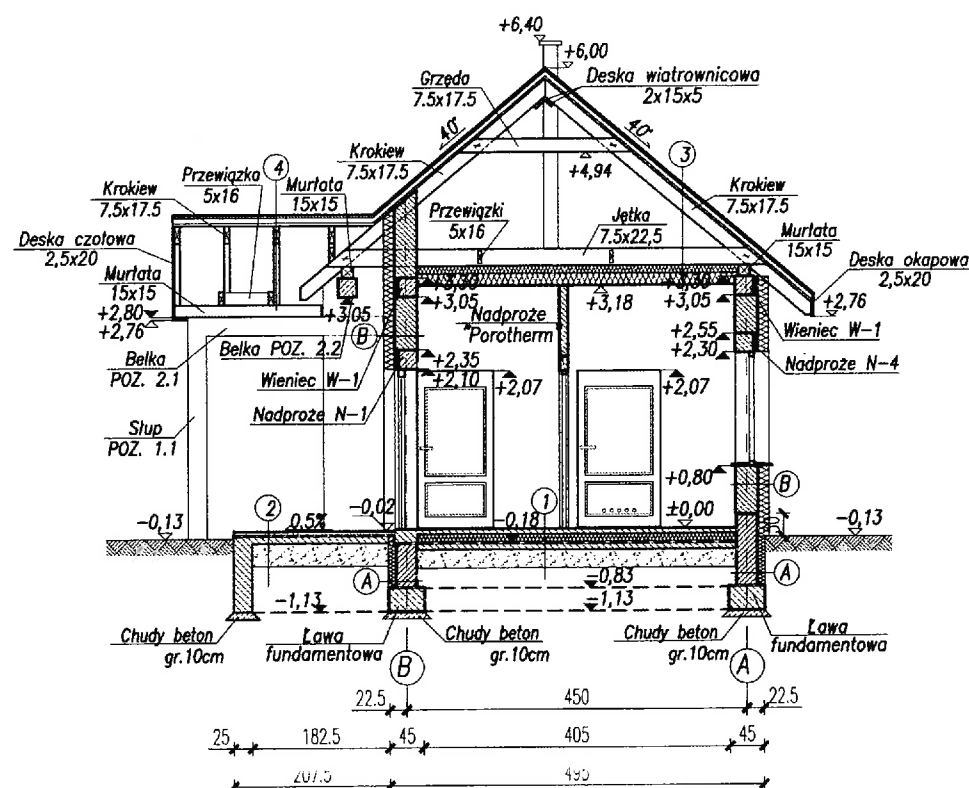 +6,40
+6,00
Grzęda
7.5x17.5
Deska wiatrownicowa
2x15x5
40°
40°
+4,94
Krokiew
7.5x17.5
3
4
Przewiązka
5x16
Murłata
15x15
Krokiew
7.5x17.5
Przewiązki
5x16
Jętka
7.5x22,5
Krokiew
7.5x17.5
Murłata
15x15
Deska czołowa
2,5x20
Deska okapowa
2,5x20
Murłata
15x15
+3,30
+3,05
+3,18
+3,30
+3,05
+2,80
+2,76
+3,05
+2,76
B
Nadproże
Porotherm
Wieniec W-1
+2,55
+2,30
Belka
POZ. 2.1
Belka POZ. 2.2
+2,35
+2,10
+2,07
+2,07
Nadproże N-4
Wieniec W-1
Nadproże N-1
Słup
POZ. 1.1
+0,80
B
2
1
±0,00
-0,13
0.5%
-0,02
-0,18
-0,13
A
-0,83
A
-1,13
-1,13
Chudy beton
gr.10cm
Ława
fundamentowa
Chudy beton
gr.10cm
Chudy beton
gr.10cm
Ława
fundamentowa
B
A
22.5
450
22.5
25
182.5
45
405
45
207.5
495